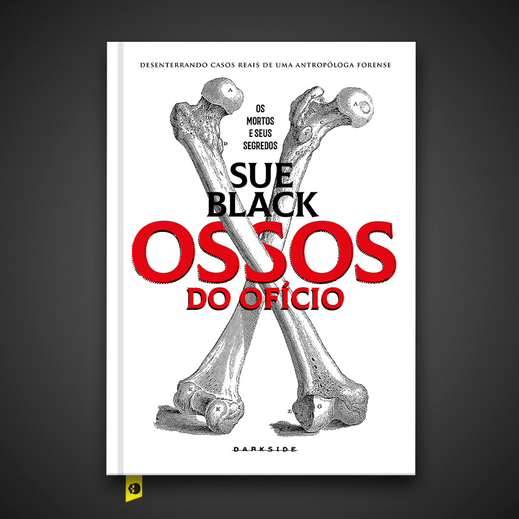 DESENTERRANDO CASOS REAIS DE UMA ANTROPÓLOGA FORENSE
OS
MORTOS
E SEUS
SEGREDOS
SUE
BLACK
OSSOS
DO OFÍCIO
DARKSIDE